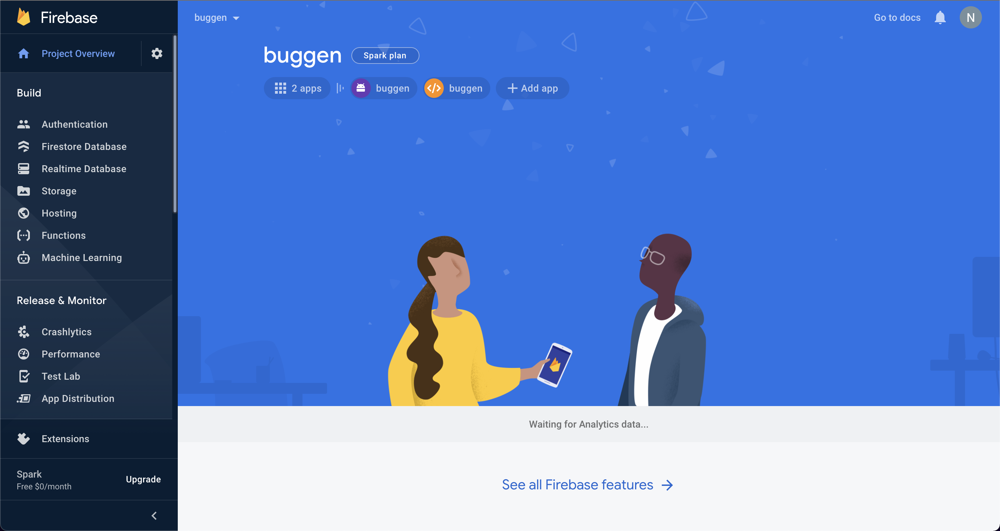 Firebase
Project Overview
Build
Authentication
Firestore Database
Realtime Database
Storage
Hosting
Functions
Machine Learning
Release & Monitor
Crashlytics
Performance
Test Lab
App Distribution
Extensions
Spark
Free $0/month
Upgrade
buggen
Go to docs
N
buggen
Spark plan
2 apps
buggen
buggen
Add app
Waiting for Analytics data...
See all Firebase features